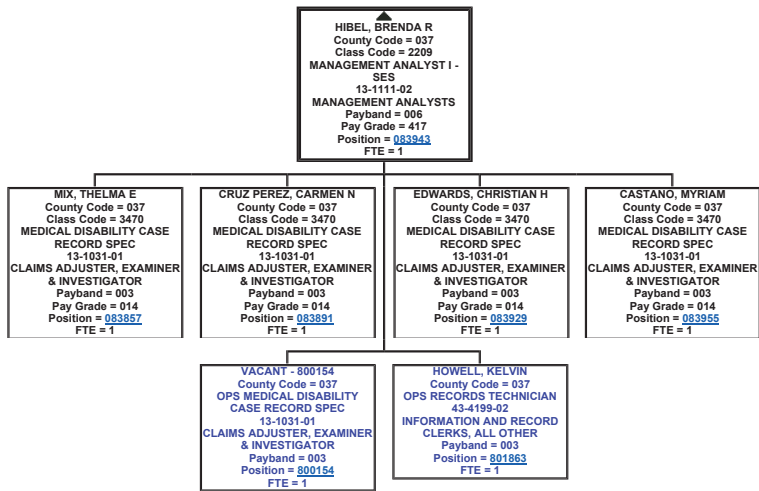 HIBEL, BRENDA R
County Code = 037
Class Code = 2209
MANAGEMENT ANALYST I -
SES
13-1111-02
MANAGEMENT ANALYSTS
Payband = 006
Pay Grade = 417
Position = 083943
FTE = 1
MIX, THELMA E
County Code = 037
Class Code = 3470
MEDICAL DISABILITY CASE
RECORD SPEC
13-1031-01
CLAIMS ADJUSTER, EXAMINER
& INVESTIGATOR
Payband = 003
Pay Grade = 014
Position = 083857
FTE = 1
CRUZ PEREZ, CARMEN N
County Code = 037
Class Code = 3470
MEDICAL DISABILITY CASE
RECORD SPEC
13-1031-01
CLAIMS ADJUSTER, EXAMINER
& INVESTIGATOR
Payband = 003
Pay Grade = 014
Position = 083891
FTE = 1
EDWARDS, CHRISTIAN H
County Code = 037
Class Code = 3470
MEDICAL DISABILITY CASE
RECORD SPEC
13-1031-01
CLAIMS ADJUSTER, EXAMINER
& INVESTIGATOR
Payband = 003
Pay Grade = 014
Position = 083929
FTE = 1
CASTANO, MYRIAM
County Code = 037
Class Code = 3470
MEDICAL DISABILITY CASE
RECORD SPEC
13-1031-01
CLAIMS ADJUSTER, EXAMINER
& INVESTIGATOR
Payband = 003
Pay Grade = 014
Position = 083955
FTE = 1
VACANT - 800154
County Code = 037
OPS MEDICAL DISABILITY
CASE RECORD SPEC
13-1031-01
CLAIMS ADJUSTER, EXAMINER
& INVESTIGATOR
Payband = 003
Position = 800154
FTE = 1
HOWELL, KELVIN
County Code = 037
OPS RECORDS TECHNICIAN
43-4199-02
INFORMATION AND RECORD
CLERKS, ALL OTHER
Payband = 003
Position = 801863
FTE = 1